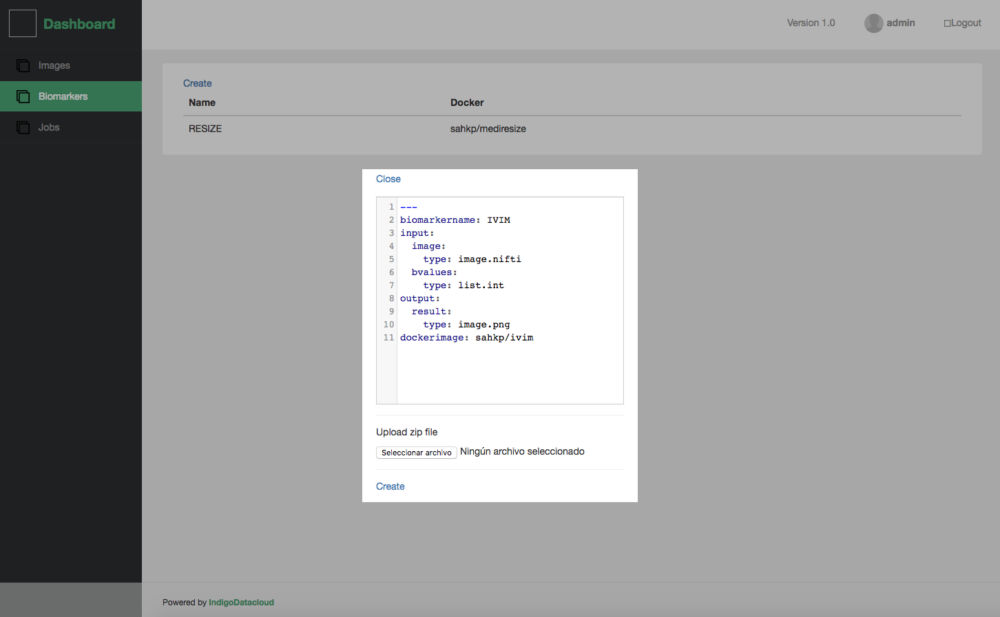 Dashboard
Version 1.0
admin
Logout
Images
Biomarkers
Jobs
Create
Name Docker
RESIZE sahkp/mediresize
Close
1 ---
2 biomarkername: IVIM
3 input:
4   image:
5     type: image.nifti
6   bvalues:
7     type: list.int
8 output:
9   result:
10     type: image.png
11 dockerimage: sahkp/ivim
Upload zip file
Seleccionar archivo Ningún archivo seleccionado
Create
Powered by IndigoDatacloud